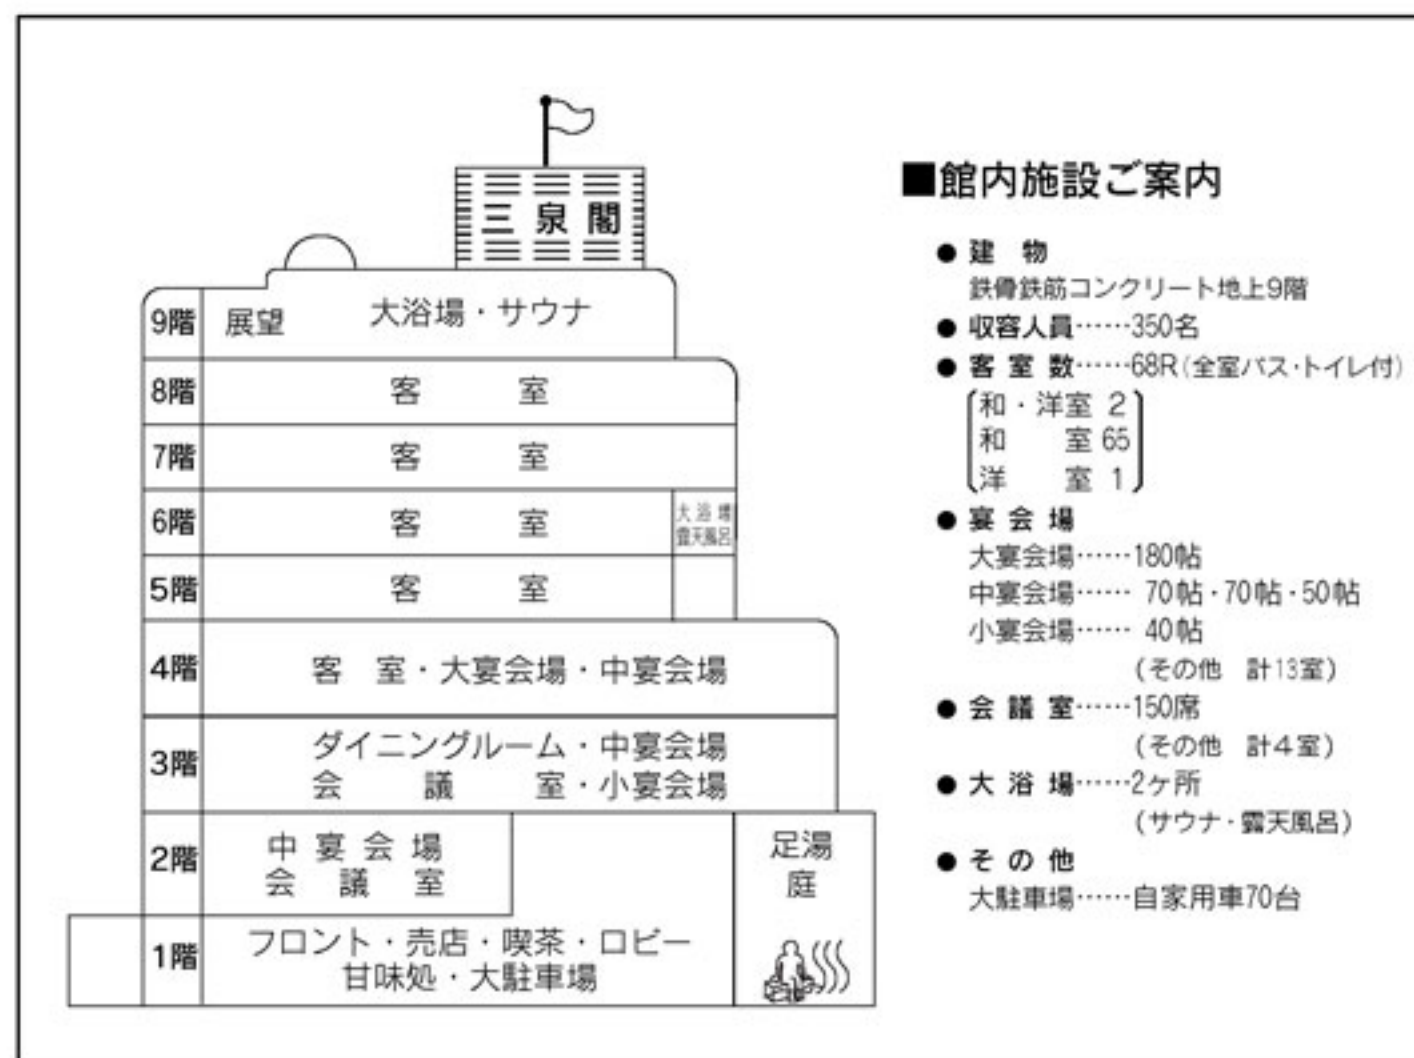 三泉閣
9階 展望 大浴場・サウナ
8階 客室
7階 客室
6階 客室 大浴場
露天風呂
5階 客室
4階 客室・大宴会場・中宴会場
3階 ダイニングルーム・中宴会場
会議室・小宴会場
2階 中宴会場
会議室
足湯
庭
1階 フロント・売店・喫茶・ロビー
甘味処・大駐車場
■館内施設ご案内
● 建物
鉄骨鉄筋コンクリート地上9階
● 収容人員……350名
● 客室数……68R(全室バス・トイレ付)
和・洋室 2
和室 65
洋室 1
● 宴会場
大宴会場……180帖
中宴会場…… 70帖・70帖・50帖
小宴会場…… 40帖
(その他 計13室)
● 会議室……150席
(その他 計4室)
● 大浴場……2ヶ所
(サウナ・露天風呂)
● その他
大駐車場……自家用車70台